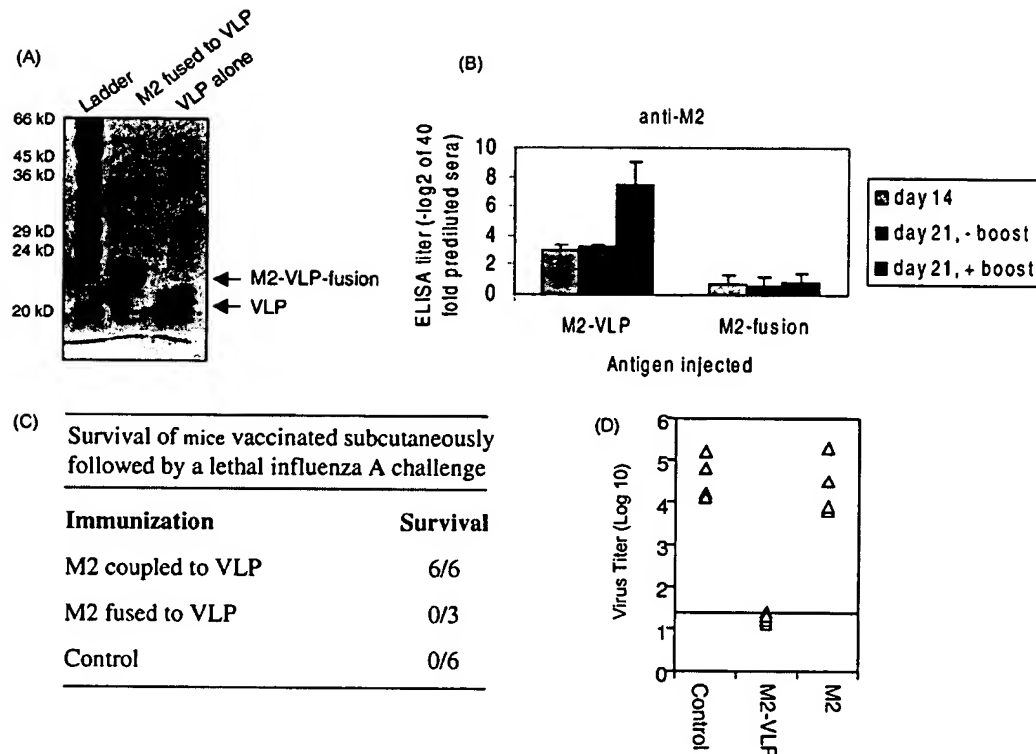 (A)
Ladder
M2 fused to VLP
VLP alone
66 kD
45 kD
36 kD
29 kD
24 kD
20 kD
M2-VLP-fusion
VLP
(B)
anti-M2
ELISA titer (-log2 of 40
fold prediluted sera)
10
8
6
4
2
0
M2-VLP
M2-fusion
Antigen injected
day 14
day 21, - boost
day 21, + boost
(C)
Survival of mice vaccinated subcutaneously
followed by a lethal influenza A challenge
Immunization Survival
M2 coupled to VLP 6/6
M2 fused to VLP 0/3
Control 0/6
(D)
Virus Titer (Log 10)
6
5
4
3
2
1
0
Control
M2-VLP
M2